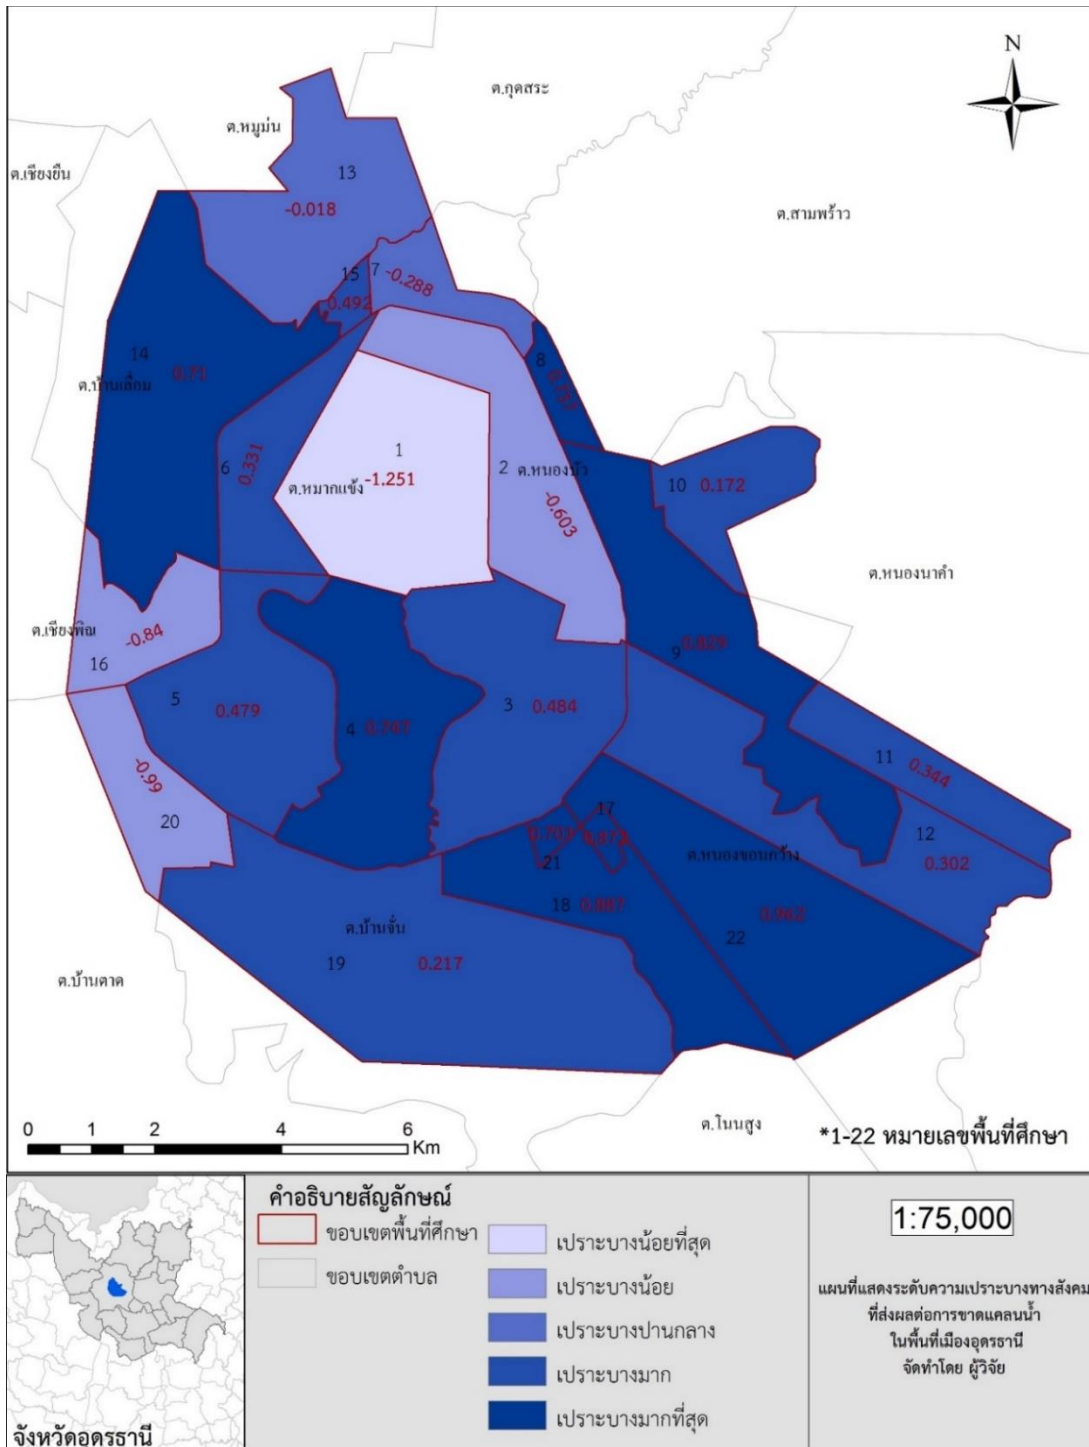 N
ต.กุดสระ
ต.หมูม่น
ต.เชียงยืน
13
ต.สามพร้าว
-0.018
15
7
-0.288
0.492
14
0.71
ต.บ้านเลื่อม
8
1
2
ต.หนองบัว
6
0.331
-1.251
ต.หมากแข้ง
-0.603
10
0.172
ต.หนองนาคำ
ต.เชียงพิณ
-0.84
16
9
0.829
5
0.479
3
0.484
4
0.747
-0.99
20
11
0.344
12
0.302
17
0.701
21
ต.หนองขอนกว้าง
18
0.887
0.962
22
ต.บ้านจั่น
19
0.217
ต.บ้านตาด
ต.โนนสูง
0 1 2 4 6
Km
*1-22 หมายเลขพื้นที่ศึกษา
คำอธิบายสัญลักษณ์
ขอบเขตพื้นที่ศึกษา
ขอบเขตตำบล
เปราะบางน้อยที่สุด
เปราะบางน้อย
เปราะบางปานกลาง
เปราะบางมาก
เปราะบางมากที่สุด
1:75,000
แผนที่แสดงระดับความเปราะบางทางสังคม
ที่ส่งผลต่อการขาดแคลนน้ำ
ในพื้นที่เมืองอุดรธานี
จัดทำโดย ผู้วิจัย
จังหวัดอุดรธานี